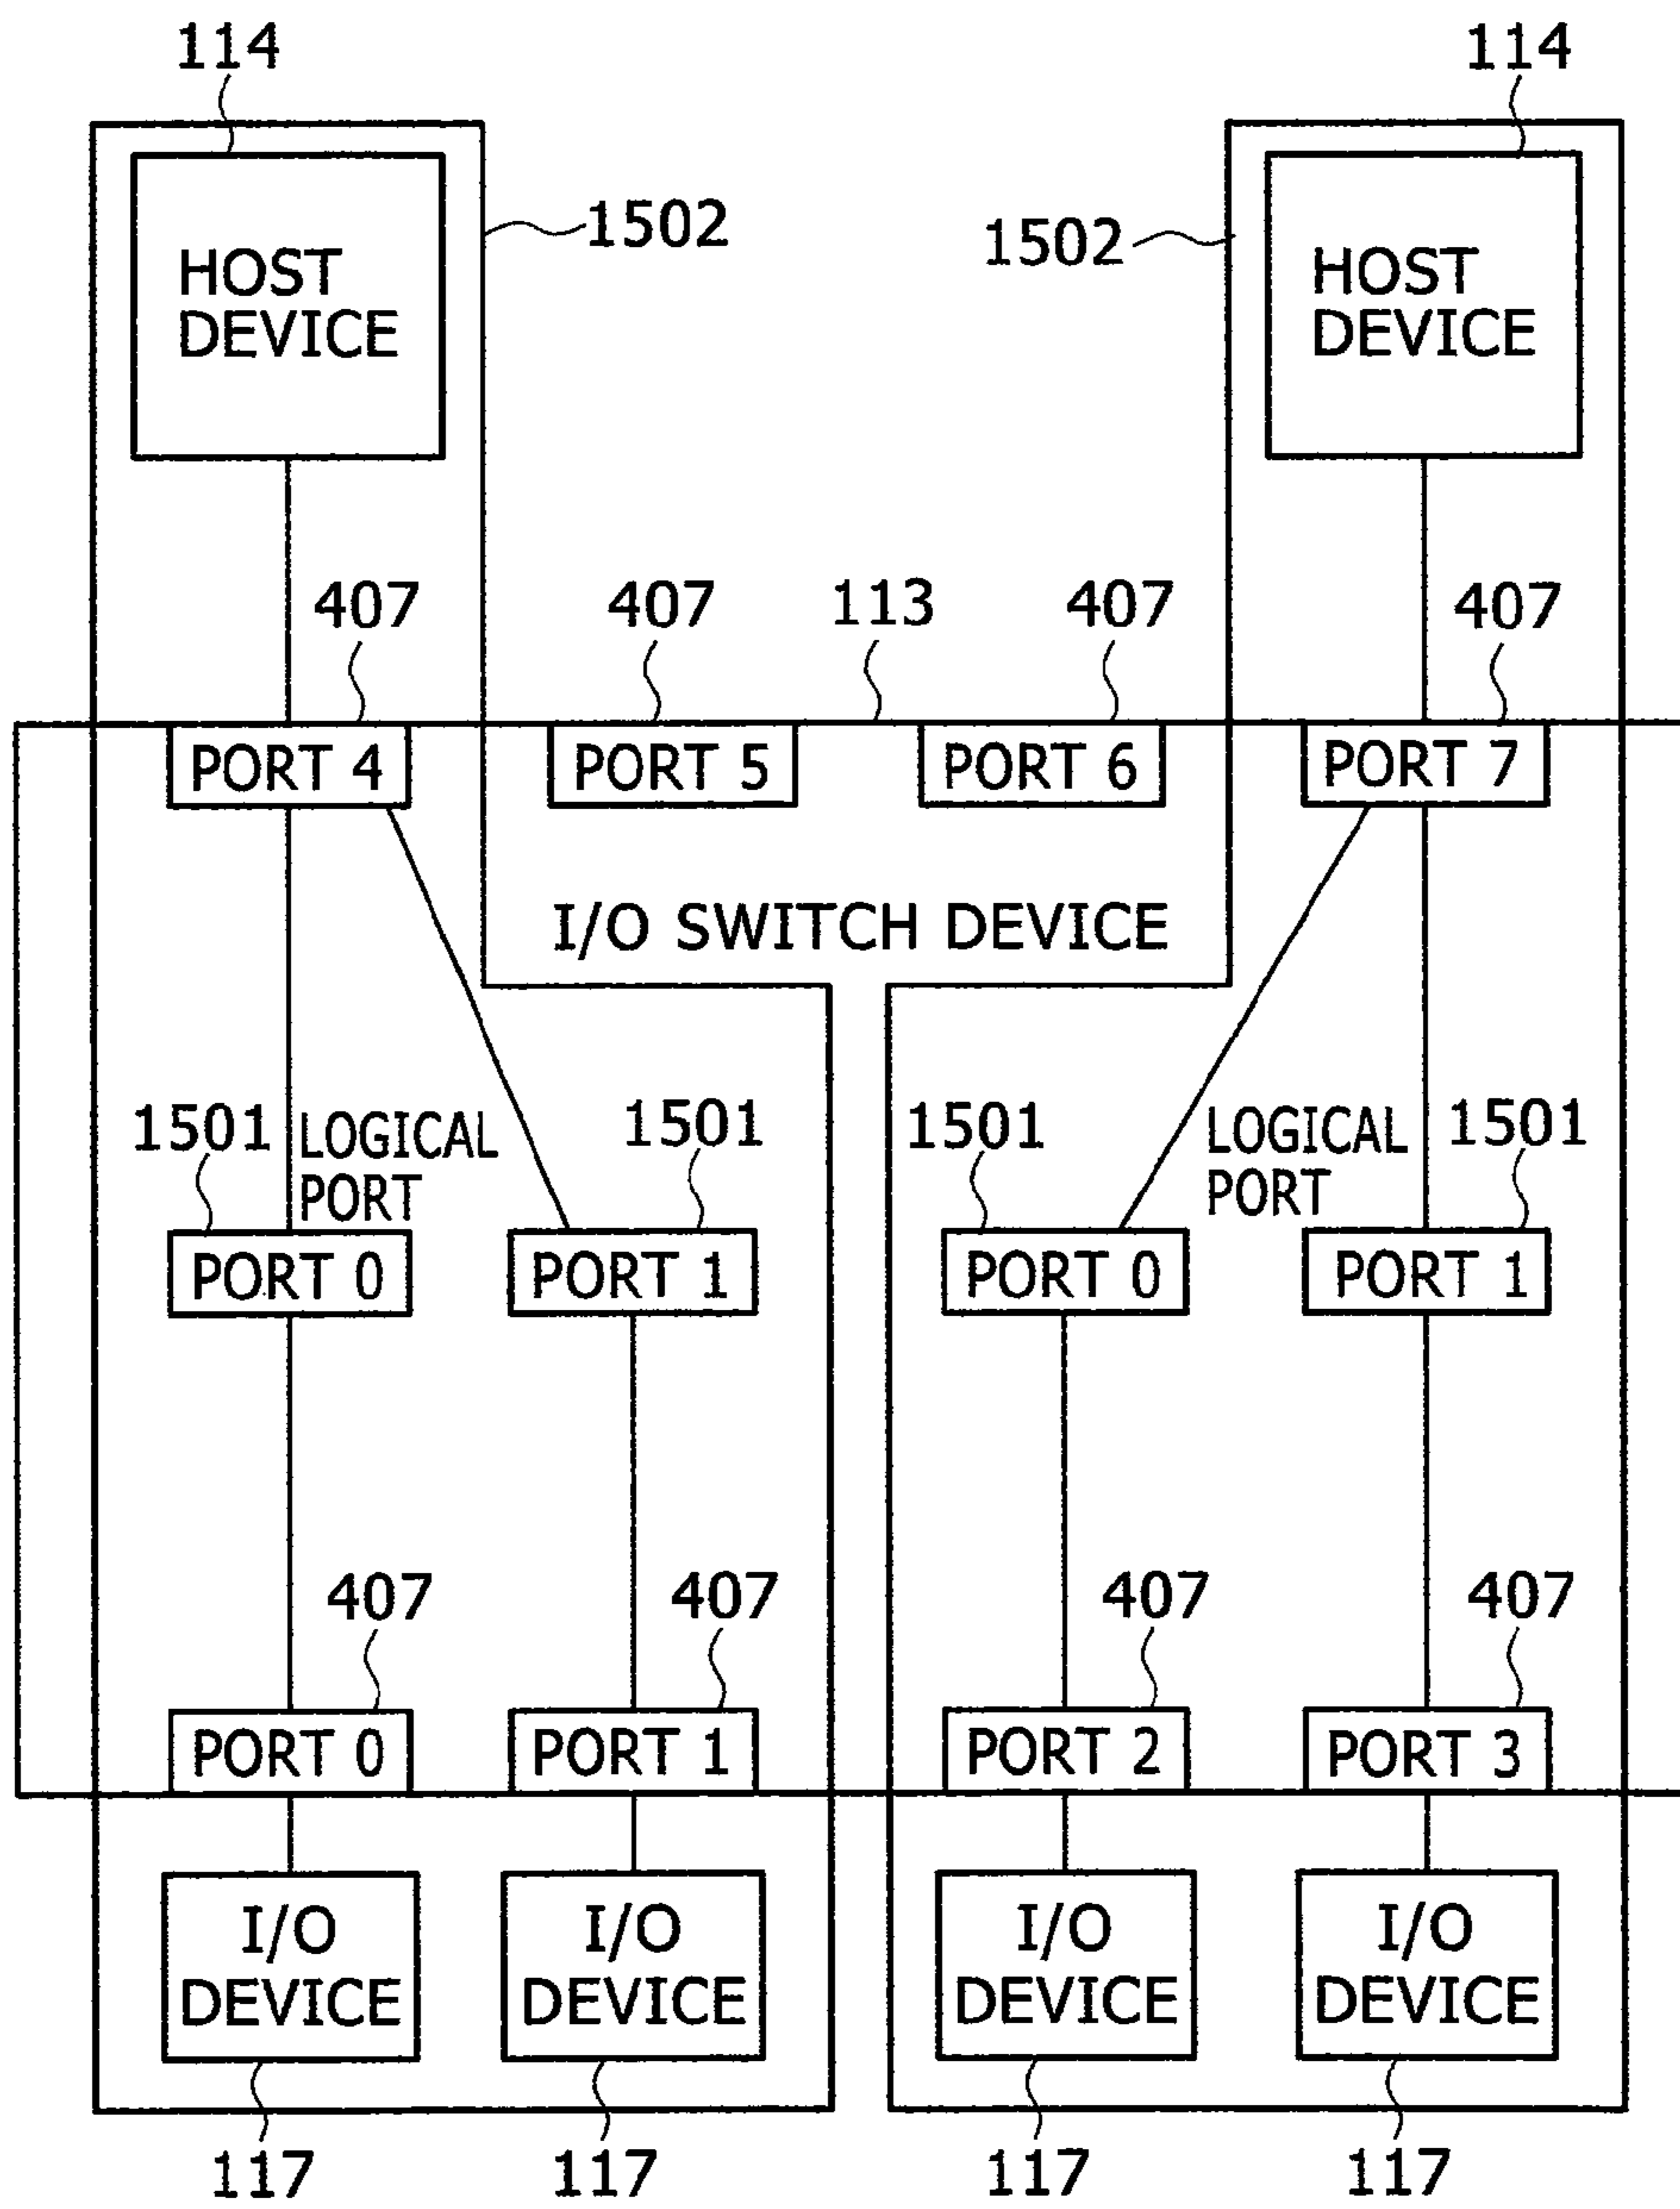 114
114
HOST
DEVICE
1502
1502
HOST
DEVICE
407
407
113
407
407
PORT 4
PORT 5
PORT 6
PORT 7
I/O SWITCH DEVICE
1501
LOGICAL
PORT
1501
1501
LOGICAL
PORT
1501
PORT 0
PORT 1
PORT 0
PORT 1
407
407
407
407
PORT 0
PORT 1
PORT 2
PORT 3
I/O
DEVICE
I/O
DEVICE
I/O
DEVICE
I/O
DEVICE
117
117
117
117